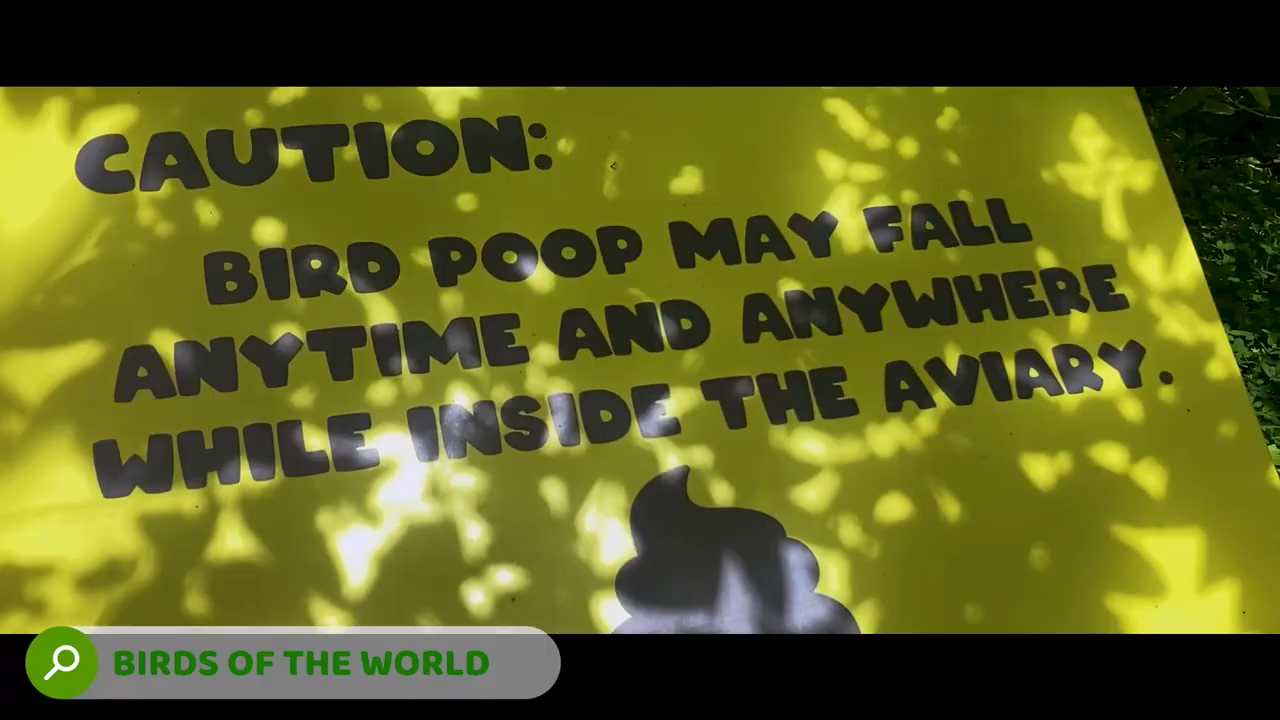 CAUTION:
BIRD POOP MAY FALL
ANYTIME AND ANYWHERE
WHILE INSIDE THE AVIARY.
BIRDS OF THE WORLD